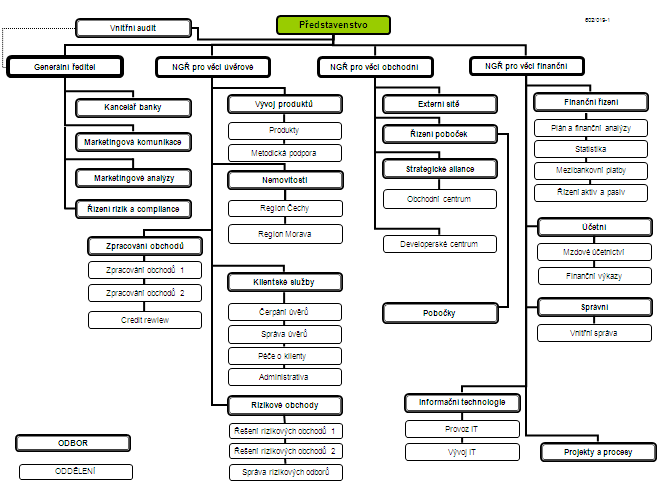 Představenstvo
602/019-1
Vnitřní audit
Generální ředitel
NGŘ pro věci úvěrové
NGŘ pro věci obchodní
NGŘ pro věci finanční
Kancelář banky
Marketingová komunikace
Marketingové analýzy
Řízení rizik a compliance
Zpracování obchodů
Zpracování obchodů 1
Zpracování obchodů 2
Credit rewiew
Vývoj produktů
Produkty
Metodická podpora
Nemovitosti
Region Čechy
Region Morava
Klientské služby
Čerpání úvěrů
Správa úvěrů
Péče o klienty
Administrativa
Rizikové obchody
Řešení rizikových obchodů 1
Řešení rizikových obchodů 2
Správa rizikových odborů
Externí sítě
Řízení poboček
Strategické aliance
Obchodní centrum
Developerské centrum
Pobočky
Finanční řízení
Plán a finanční analýzy
Statistika
Mezibankovní platby
Řízení aktiv a pasiv
Účetní
Mzdové účetnictví
Finanční výkazy
Správní
Vnitřní správa
Informační technologie
Provoz IT
Vývoj IT
Projekty a procesy
ODBOR
ODDĚLENÍ